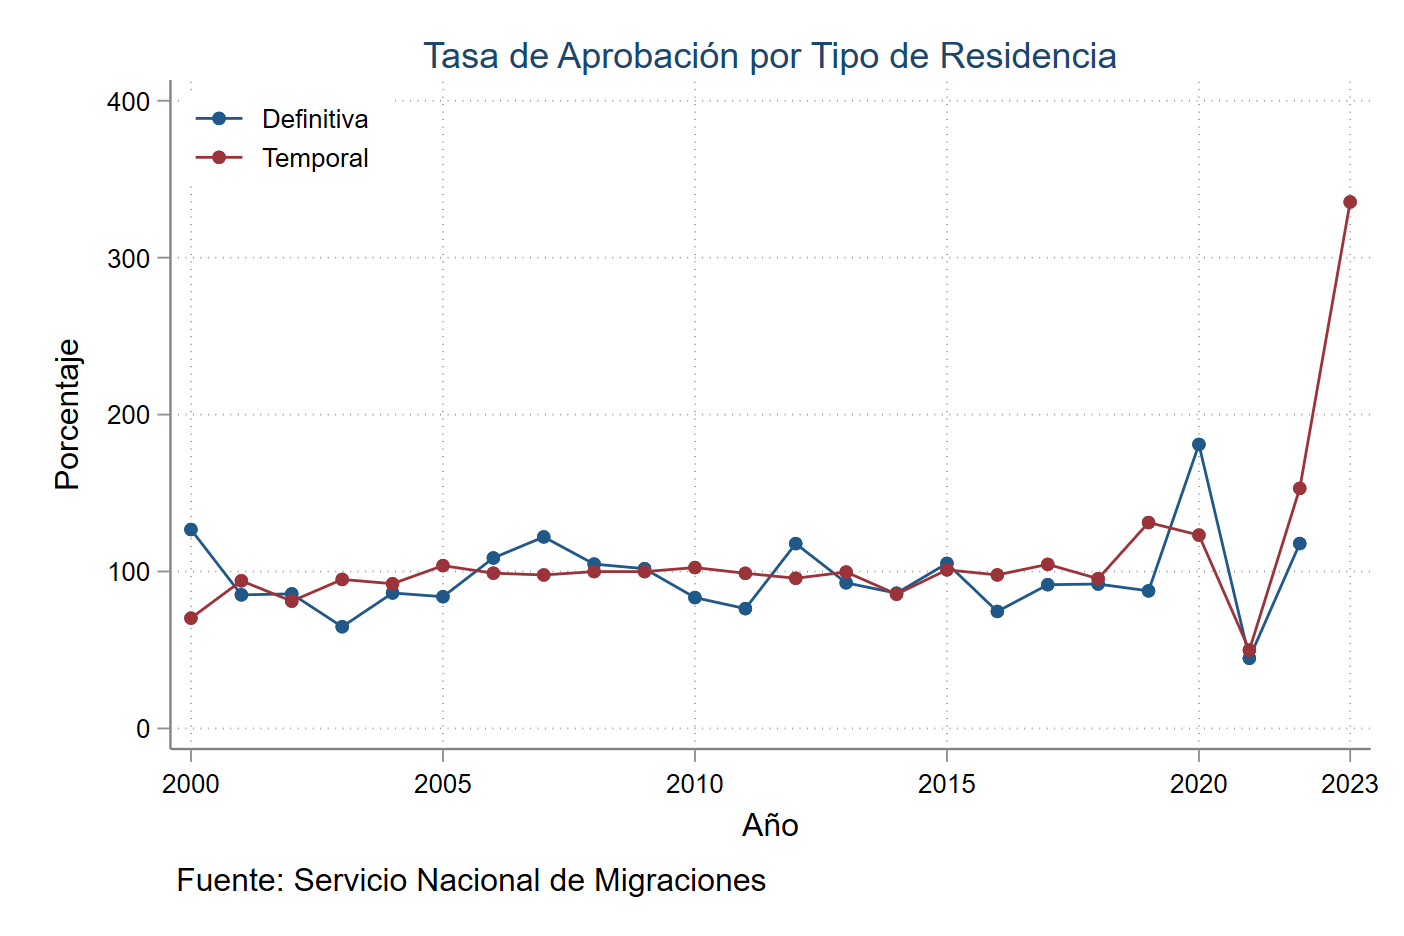 Tasa de Aprobación por Tipo de Residencia
Definitiva
Temporal
Porcentaje
400
300
200
100
0
2000 2005 2010 2015 2020 2023
Año
Fuente: Servicio Nacional de Migraciones